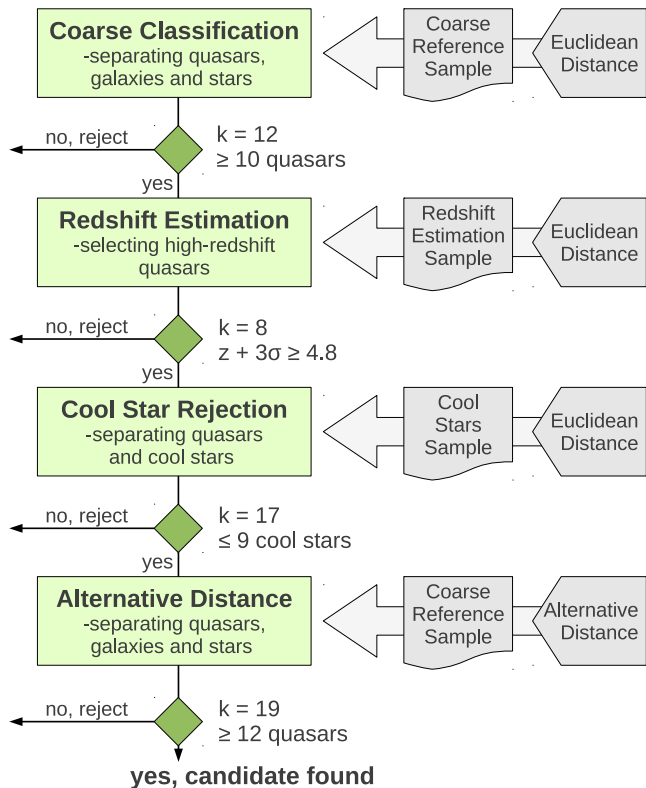 Coarse Classification
-separating quasars,
galaxies and stars
Coarse
Reference
Sample
Euclidean
Distance
no, reject
k = 12
≥ 10 quasars
yes
Redshift Estimation
-selecting high-redshift
quasars
Redshift
Estimation
Sample
Euclidean
Distance
no, reject
k = 8
z + 3σ ≥ 4.8
yes
Cool Star Rejection
-separating quasars
and cool stars
Cool
Stars
Sample
Euclidean
Distance
no, reject
k = 17
≤ 9 cool stars
yes
Alternative Distance
-separating quasars,
galaxies and stars
Coarse
Reference
Sample
Alternative
Distance
no, reject
k = 19
≥ 12 quasars
yes, candidate found